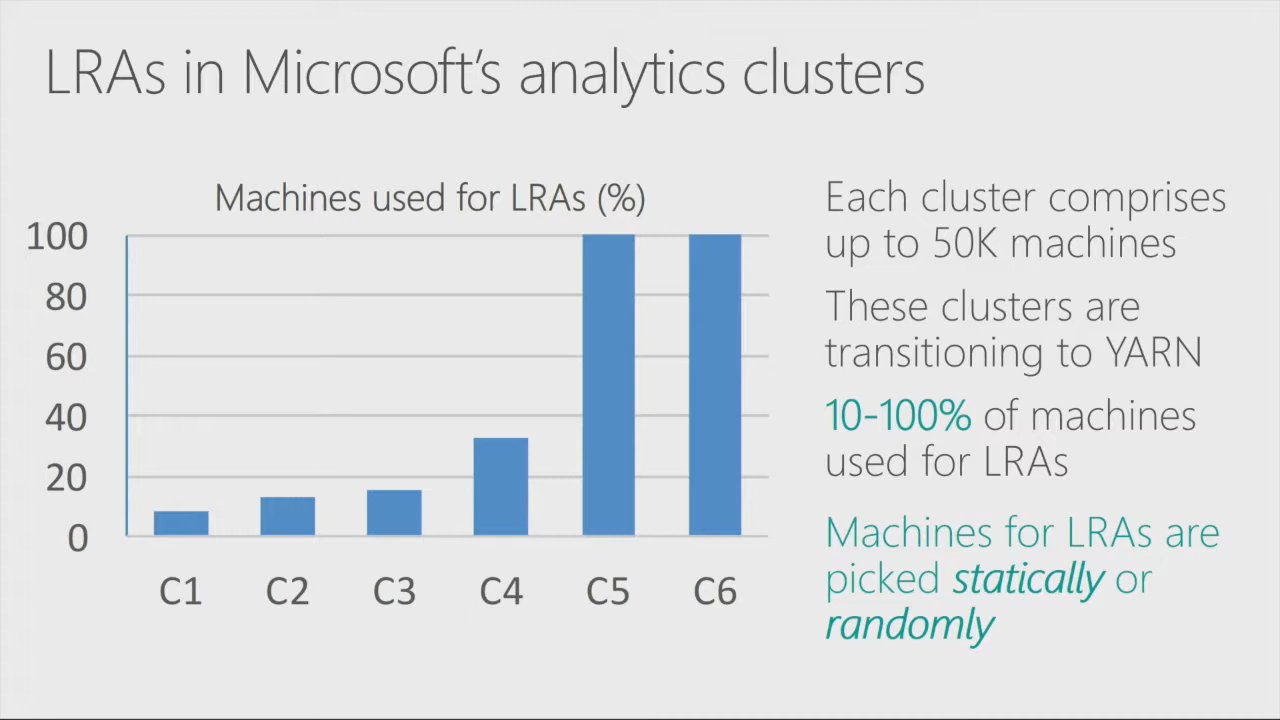 LRAs in Microsoft's analytics clusters
Machines used for LRAs (%)
100
80
60
40
20
0
C1 C2 C3 C4 C5 C6
Each cluster comprises
up to 50K machines
These clusters are
transitioning to YARN
10-100% of machines
used for LRAs
Machines for LRAs are
picked statically or
randomly